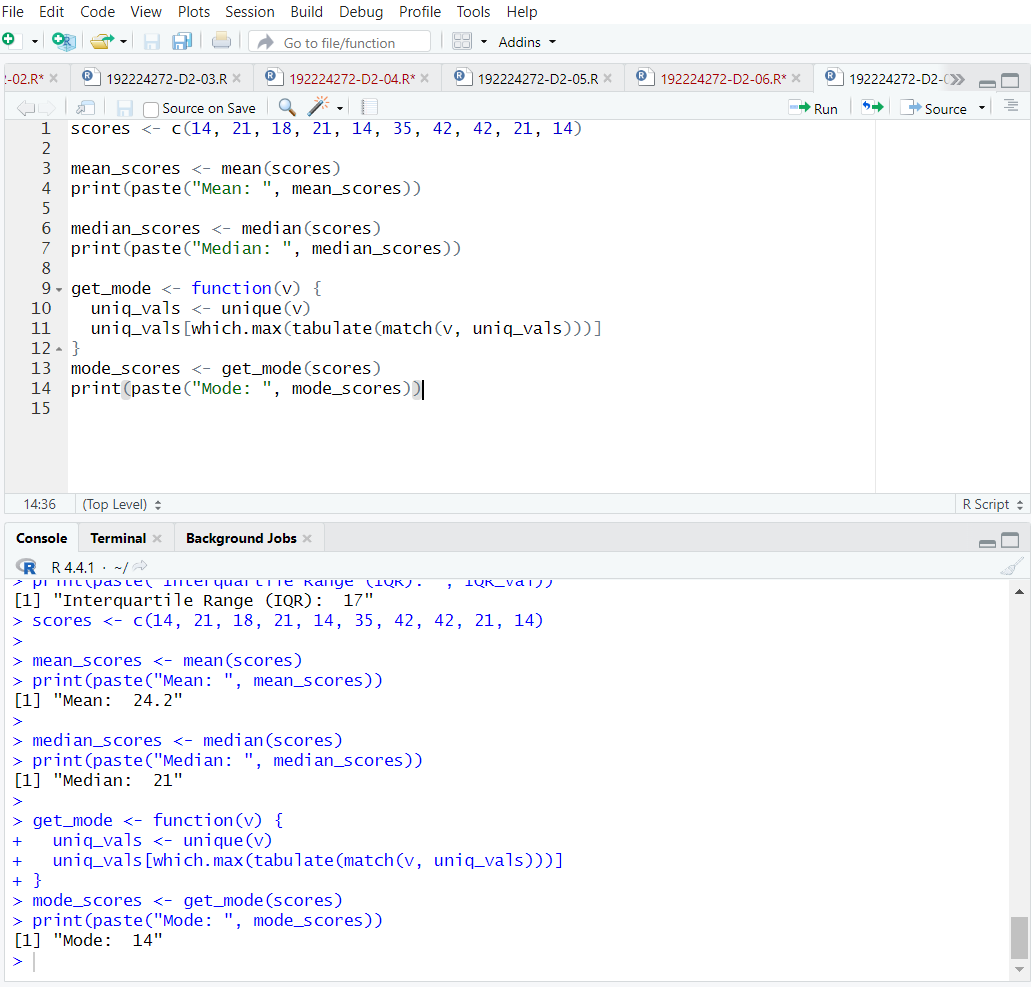 File Edit Code View Plots Session Build Debug Profile Tools Help
Go to file/function Addins
-02.R* 192224272-D2-03.R 192224272-D2-04.R* 192224272-D2-05.R 192224272-D2-06.R* 192224272-D2-
Source on Save Run Source
1 scores <- c(14, 21, 18, 21, 14, 35, 42, 42, 21, 14)
2
3 mean_scores <- mean(scores)
4 print(paste("Mean: ", mean_scores))
5
6 median_scores <- median(scores)
7 print(paste("Median: ", median_scores))
8
9 get_mode <- function(v) {
10   uniq_vals <- unique(v)
11   uniq_vals[which.max(tabulate(match(v, uniq_vals)))]
12 }
13 mode_scores <- get_mode(scores)
14 print(paste("Mode: ", mode_scores))
15
14:36 (Top Level) R Script
Console Terminal Background Jobs
R 4.4.1 · ~/
> print(paste("Interquartile Range (IQR): ", IQR_val))
[1] "Interquartile Range (IQR):  17"
> scores <- c(14, 21, 18, 21, 14, 35, 42, 42, 21, 14)
>
> mean_scores <- mean(scores)
> print(paste("Mean: ", mean_scores))
[1] "Mean:  24.2"
>
> median_scores <- median(scores)
> print(paste("Median: ", median_scores))
[1] "Median:  21"
>
> get_mode <- function(v) {
+   uniq_vals <- unique(v)
+   uniq_vals[which.max(tabulate(match(v, uniq_vals)))]
+ }
> mode_scores <- get_mode(scores)
> print(paste("Mode: ", mode_scores))
[1] "Mode:  14"
>